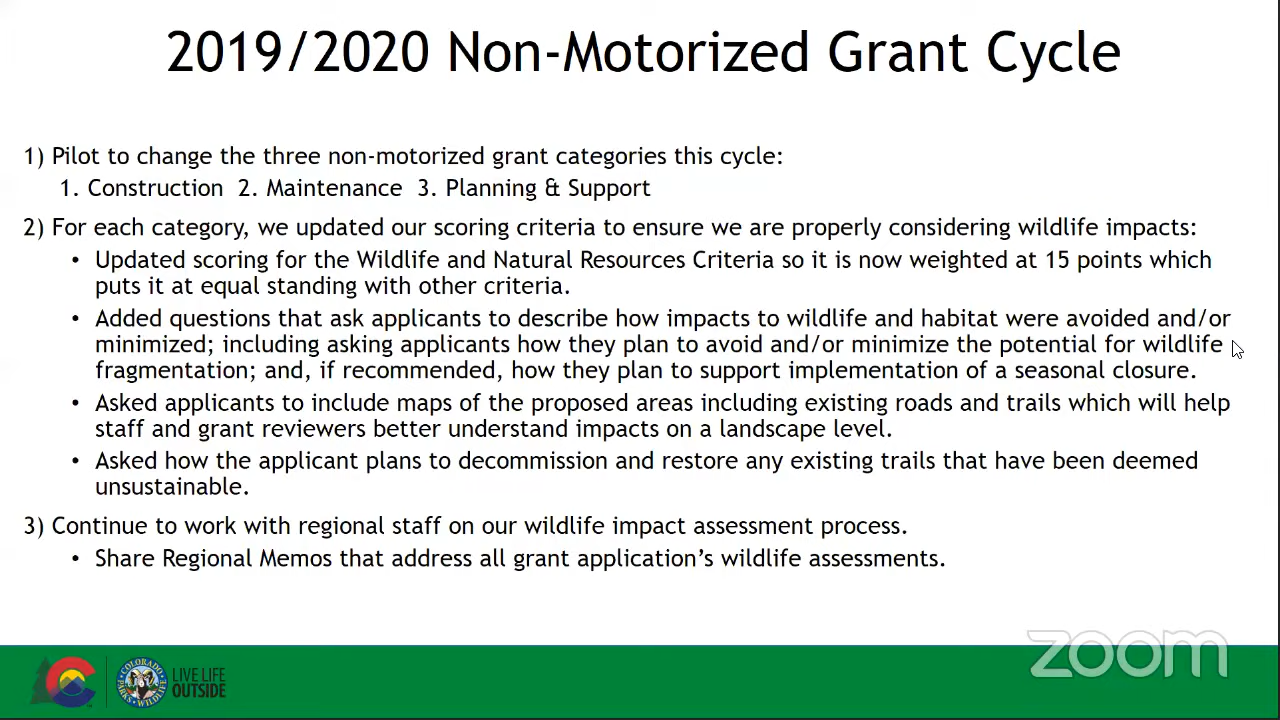 2019/2020 Non-Motorized Grant Cycle
1) Pilot to change the three non-motorized grant categories this cycle:
1. Construction 2. Maintenance 3. Planning & Support
2) For each category, we updated our scoring criteria to ensure we are properly considering wildlife impacts:
• Updated scoring for the Wildlife and Natural Resources Criteria so it is now weighted at 15 points which
puts it at equal standing with other criteria.
• Added questions that ask applicants to describe how impacts to wildlife and habitat were avoided and/or
minimized; including asking applicants how they plan to avoid and/or minimize the potential for wildlife
fragmentation; and, if recommended, how they plan to support implementation of a seasonal closure.
• Asked applicants to include maps of the proposed areas including existing roads and trails which will help
staff and grant reviewers better understand impacts on a landscape level.
• Asked how the applicant plans to decommission and restore any existing trails that have been deemed
unsustainable.
3) Continue to work with regional staff on our wildlife impact assessment process.
• Share Regional Memos that address all grant application's wildlife assessments.
zoom
COLORADO
PARKS & WILDLIFE
LIVE LIFE
OUTSIDE